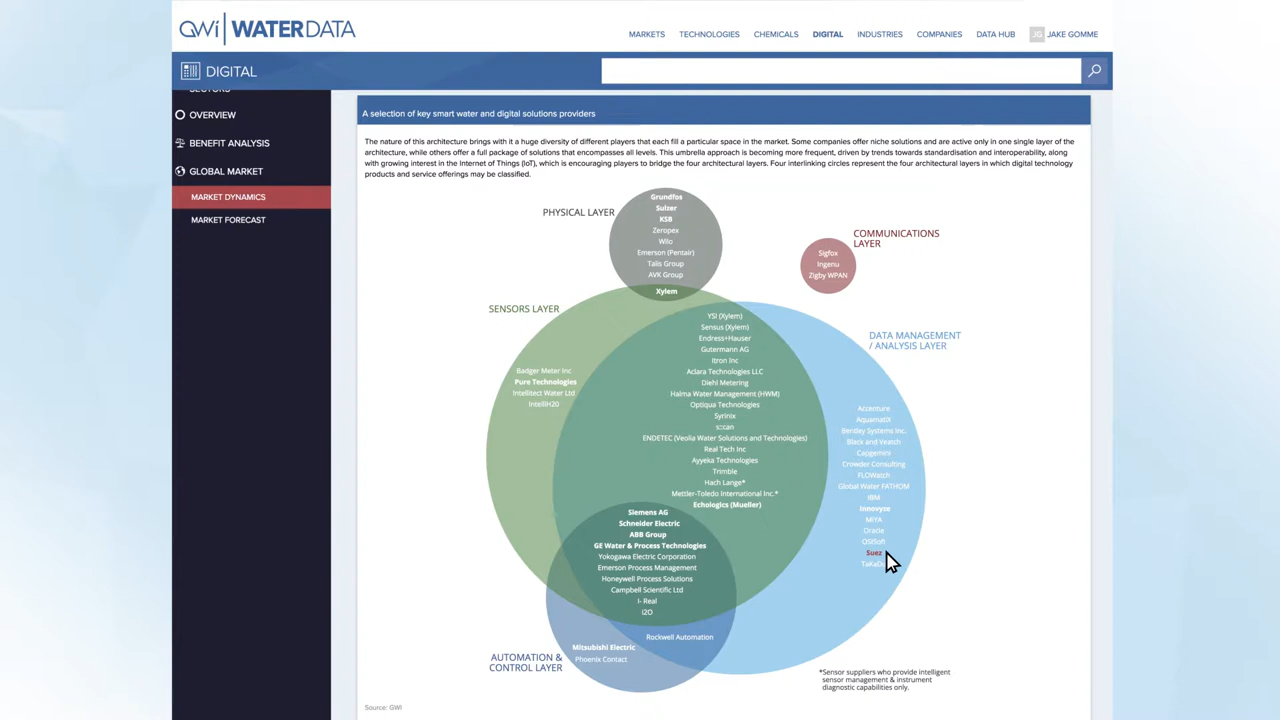 GWi | WATERDATA
MARKETS TECHNOLOGIES CHEMICALS DIGITAL INDUSTRIES COMPANIES DATA HUB JG JAKE GOMME
DIGITAL
SECTORS
OVERVIEW
BENEFIT ANALYSIS
GLOBAL MARKET
MARKET DYNAMICS
MARKET FORECAST
A selection of key smart water and digital solutions providers
The nature of this architecture brings with it a huge diversity of different players that each fill a particular space in the market. Some companies offer niche solutions and are active only in one single layer of the
architecture, while others offer a full package of solutions that encompasses all levels. This umbrella approach is becoming more frequent, driven by trends towards standardisation and interoperability, along
with growing interest in the Internet of Things (IoT), which is encouraging players to bridge the four architectural layers. Four interlinking circles represent the four architectural layers in which digital technology
products and service offerings may be classified.
PHYSICAL LAYER
Grundfos
Sulzer
KSB
Zeropex
Wilo
Emerson (Pentair)
Talis Group
AVK Group
Xylem
COMMUNICATIONS
LAYER
Sigfox
Ingenu
Zigby WPAN
SENSORS LAYER
Badger Meter Inc
Pure Technologies
Intellitect Water Ltd
IntelliH20
YSI (Xylem)
Sensus (Xylem)
Endress+Hauser
Gutermann AG
Itron Inc
Aclara Technologies LLC
Diehl Metering
Halma Water Management (HWM)
Optiqua Technologies
Syrinix
s::can
ENDETEC (Veolia Water Solutions and Technologies)
Real Tech Inc
Ayyeka Technologies
Trimble
Hach Lange*
Mettler-Toledo International Inc.*
Echologics (Mueller)
DATA MANAGEMENT
/ ANALYSIS LAYER
Accenture
AquamatiX
Bentley Systems Inc.
Black and Veatch
Capgemini
Crowder Consulting
FLOWatch
Global Water FATHOM
IBM
Innovyze
MIYA
Oracle
OSISoft
Suez
Siemens AG
Schneider Electric
ABB Group
GE Water & Process Technologies
Yokogawa Electric Corporation
Emerson Process Management
Honeywell Process Solutions
Campbell Scientific Ltd
I- Real
i2O
Rockwell Automation
Mitsubishi Electric
Phoenix Contact
AUTOMATION &
CONTROL LAYER
*Sensor suppliers who provide intelligent
sensor management & instrument
diagnostic capabilities only.
Source: GWI